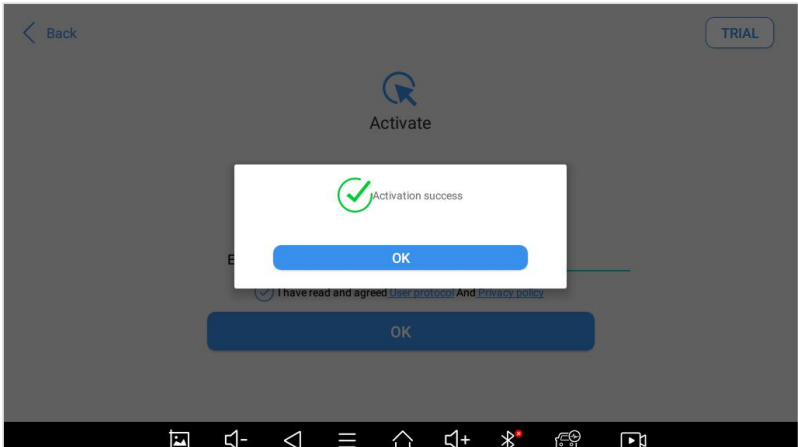 Back
TRIAL
Activate
Activation success
OK
I have read and agreed User protocol And Privacy policy
OK